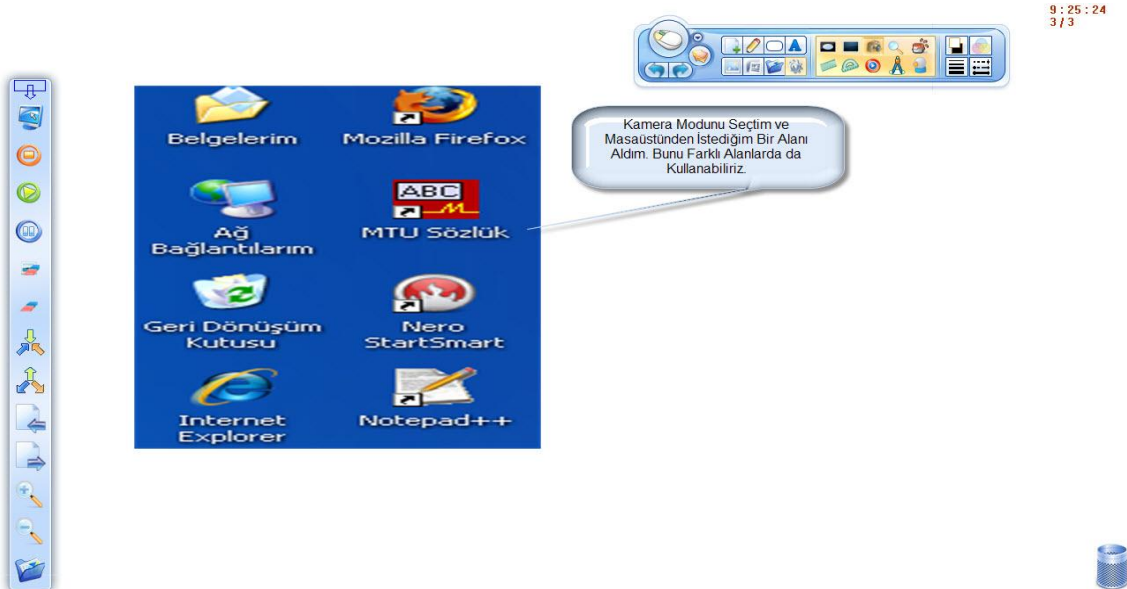 9:25:24
3/3
A
Kamera Modunu Seçtim ve
Masaüstünden İstediğim Bir Alanı
Aldım. Bunu Farklı Alanlarda da
Kullanabiliriz.
Belgelerim
Mozilla Firefox
ABC
Ağ
Bağlantılarım
MTU Sözlük
Geri Dönüşüm
Kutusu
Nero
StartSmart
Internet
Explorer
Notepad++